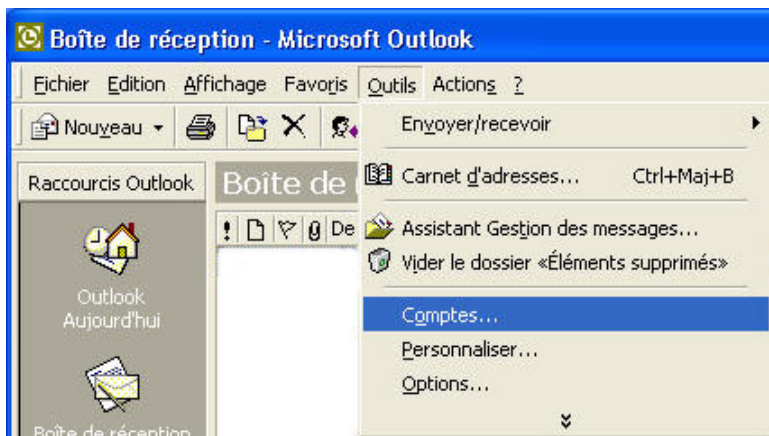 Boîte de réception - Microsoft Outlook
Fichier Edition Affichage Favoris Outils Actions ?
Nouveau
Envoyer/recevoir
Carnet d'adresses... Ctrl+Maj+B
Raccourcis Outlook
Boîte de
! De
Assistant Gestion des messages...
Vider le dossier «Éléments supprimés»
Outlook
Aujourd'hui
Comptes...
Personnaliser...
Options...
Boîte de réception